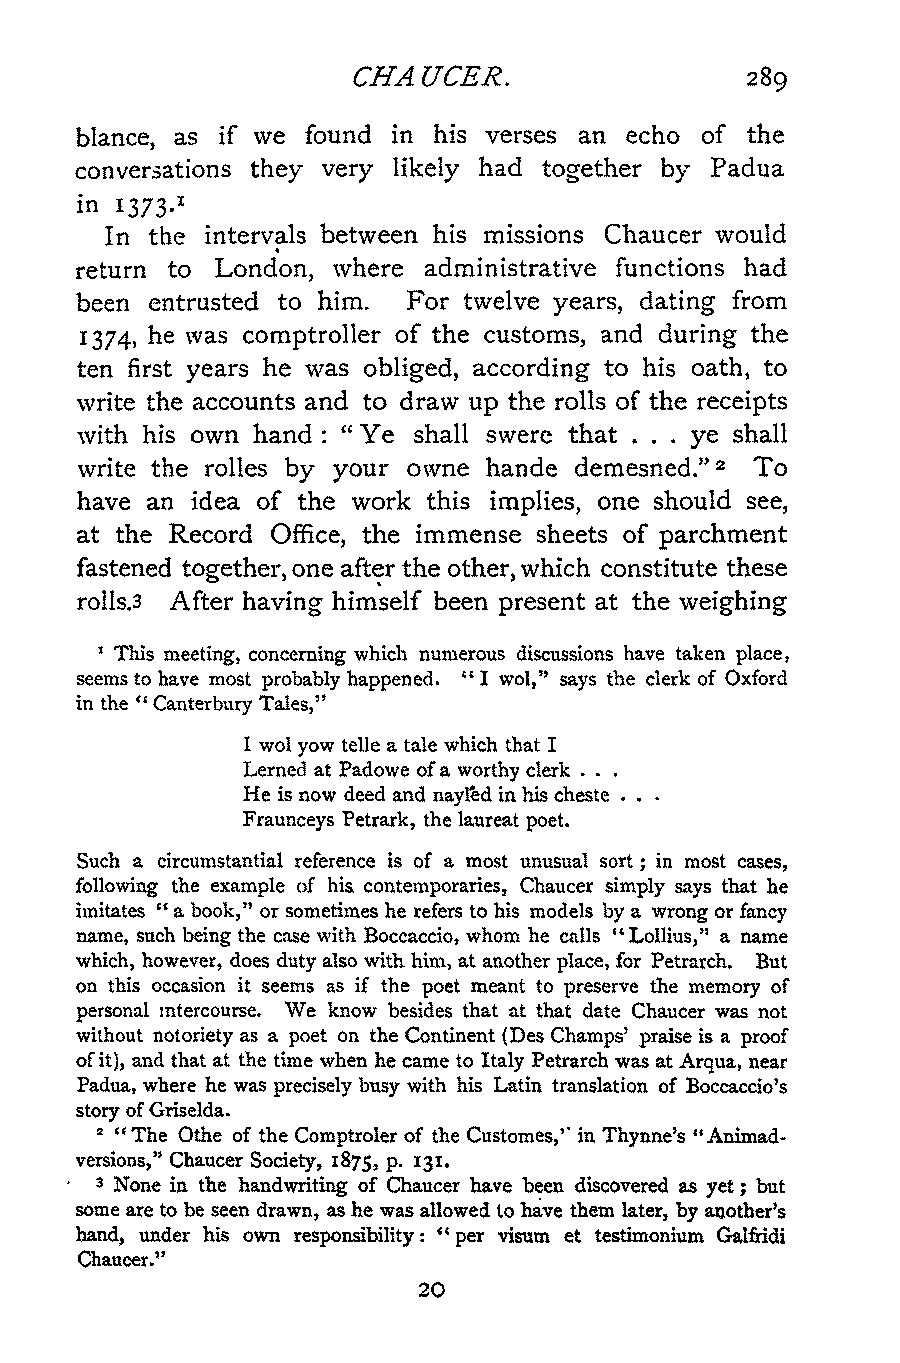 CHAUCER. 289
blance, as if we found in his verses an echo of the
conversations they very likely had together by Padua
in 1373.¹
In the intervals between his missions Chaucer would
return to London, where administrative functions had
been entrusted to him. For twelve years, dating from
1374, he was comptroller of the customs, and during the
ten first years he was obliged, according to his oath, to
write the accounts and to draw up the rolls of the receipts
with his own hand : “ Ye shall swere that . . . ye shall
write the rolles by your owne hande demesned.” ² To
have an idea of the work this implies, one should see,
at the Record Office, the immense sheets of parchment
fastened together, one after the other, which constitute these
rolls.³ After having himself been present at the weighing
¹ This meeting, concerning which numerous discussions have taken place,
seems to have most probably happened. “ I wol,” says the clerk of Oxford
in the “ Canterbury Tales,”
I wol yow telle a tale which that I
Lerned at Padowe of a worthy clerk . . .
He is now deed and nayled in his cheste . . .
Fraunceys Petrark, the laureat poet.
Such a circumstantial reference is of a most unusual sort ; in most cases,
following the example of his contemporaries, Chaucer simply says that he
imitates “ a book,” or sometimes he refers to his models by a wrong or fancy
name, such being the case with Boccaccio, whom he calls “ Lollius,” a name
which, however, does duty also with him, at another place, for Petrarch. But
on this occasion it seems as if the poet meant to preserve the memory of
personal intercourse. We know besides that at that date Chaucer was not
without notoriety as a poet on the Continent (Des Champs’ praise is a proof
of it), and that at the time when he came to Italy Petrarch was at Arqua, near
Padua, where he was precisely busy with his Latin translation of Boccaccio’s
story of Griselda.
² “ The Othe of the Comptroler of the Customes,” in Thynne’s “ Animad-
versions,” Chaucer Society, 1875, p. 131.
³ None in the handwriting of Chaucer have been discovered as yet ; but
some are to be seen drawn, as he was allowed to have them later, by another’s
hand, under his own responsibility : “ per visum et testimonium Galfridi
Chaucer.”
20